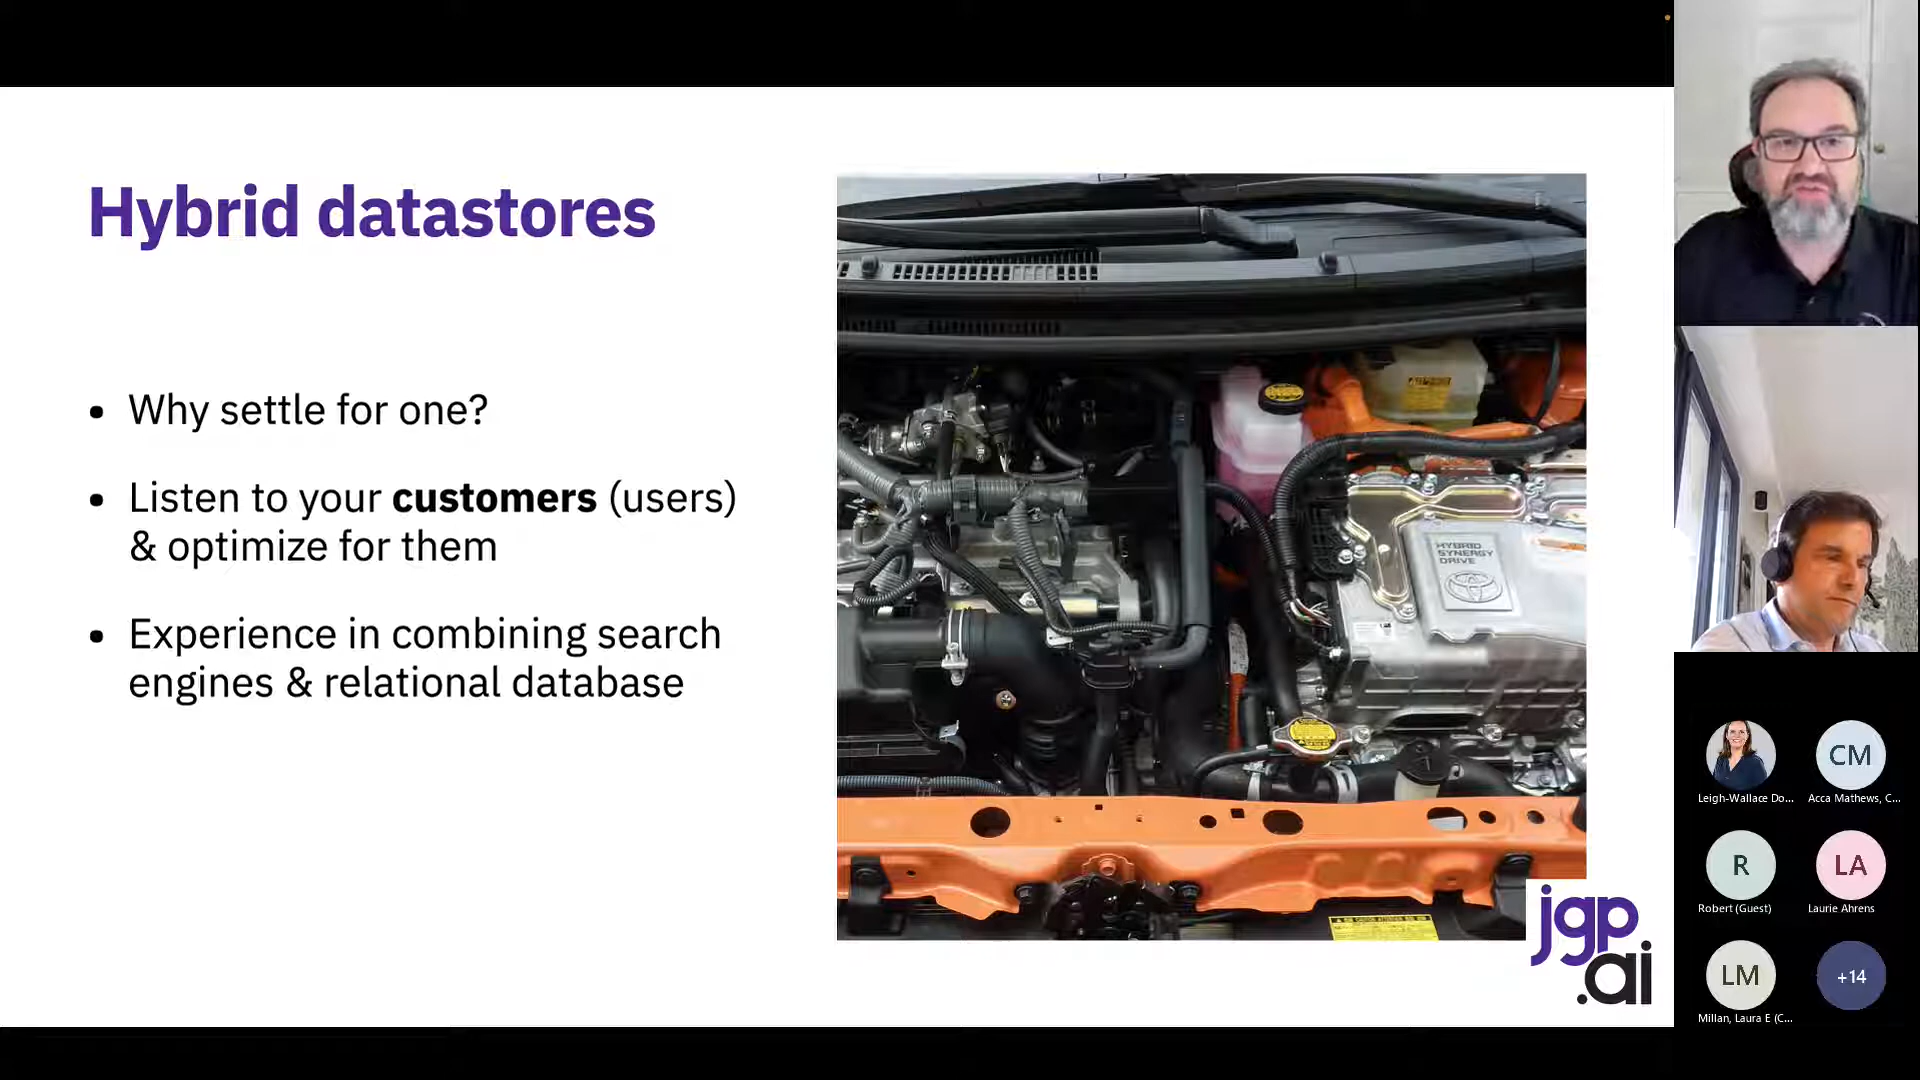 Hybrid datastores
• Why settle for one?
• Listen to your customers (users)
& optimize for them
• Experience in combining search
engines & relational database
HYBRID
SYNERGY
DRIVE
jgp
.ai
Leigh-Wallace Do...
CM
Acca Mathews, C...
R
Robert (Guest)
LA
Laurie Ahrens
LM
Millan, Laura E (C...
+14